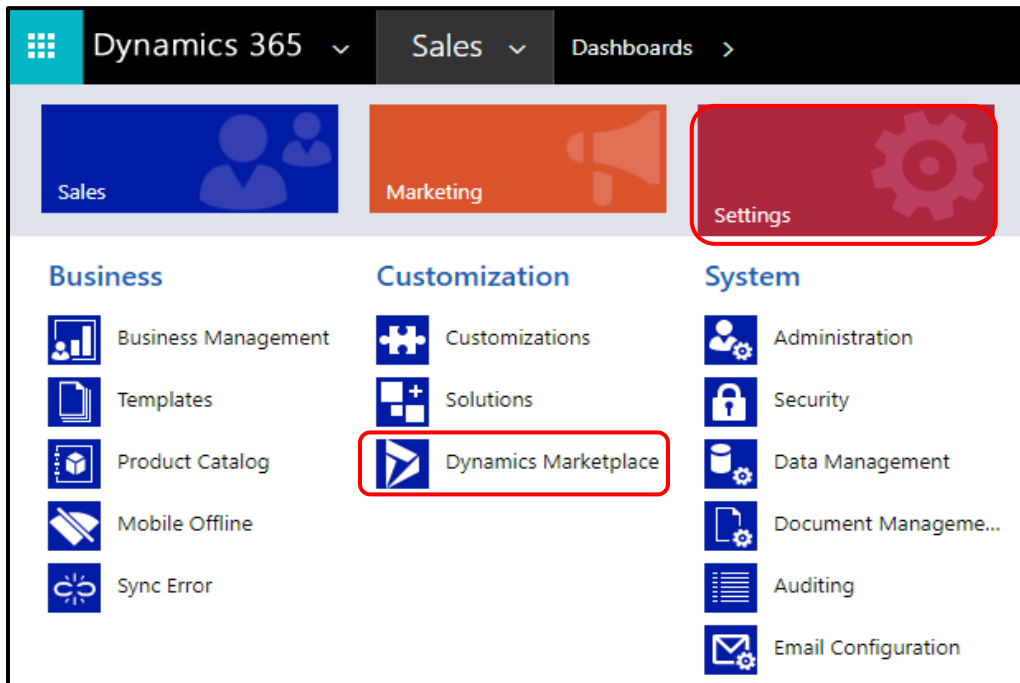 Dynamics 365 Sales Dashboards
Sales Marketing Settings
Business Customization System
Business Management Customizations Administration
Templates Solutions Security
Product Catalog Dynamics Marketplace Data Management
Mobile Offline Document Manageme...
Sync Error Auditing
Email Configuration